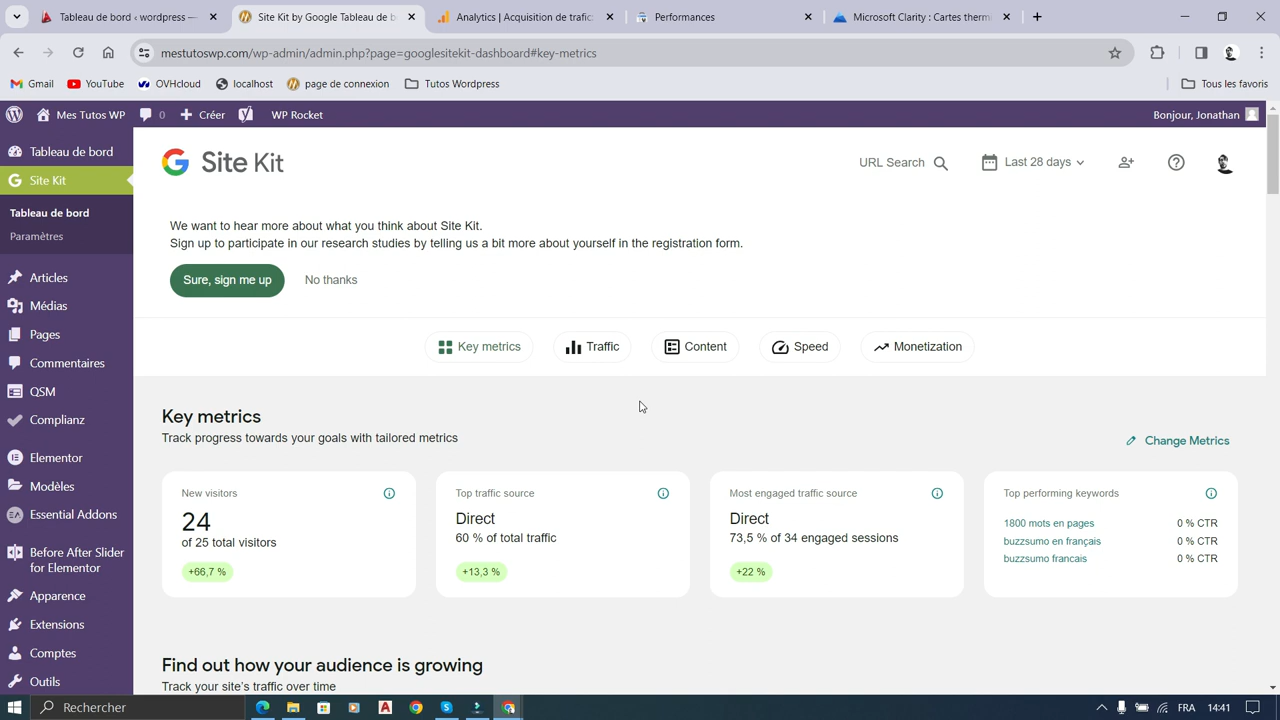 Tableau de bord ‹ wordpress —
Site Kit by Google Tableau de b
Analytics | Acquisition de trafic
Performances
Microsoft Clarity : Cartes therm
mestutoswp.com/wp-admin/admin.php?page=googlesitekit-dashboard#key-metrics
Gmail
YouTube
OVHcloud
localhost
page de connexion
Tutos Wordpress
Tous les favoris
Mes Tutos WP
0
Créer
WP Rocket
Bonjour, Jonathan
Tableau de bord
Site Kit
Tableau de bord
Paramètres
Articles
Médias
Pages
Commentaires
QSM
Complianz
Elementor
Modèles
Essential Addons
Before After Slider
for Elementor
Apparence
Extensions
Comptes
Outils
Site Kit
URL Search
Last 28 days
We want to hear more about what you think about Site Kit.
Sign up to participate in our research studies by telling us a bit more about yourself in the registration form.
Sure, sign me up
No thanks
Key metrics
Traffic
Content
Speed
Monetization
Key metrics
Track progress towards your goals with tailored metrics
Change Metrics
New visitors
24
of 25 total visitors
+66,7 %
Top traffic source
Direct
60 % of total traffic
+13,3 %
Most engaged traffic source
Direct
73,5 % of 34 engaged sessions
+22 %
Top performing keywords
1800 mots en pages 0 % CTR
buzzsumo en français 0 % CTR
buzzsumo francais 0 % CTR
Find out how your audience is growing
Track your site's traffic over time
Rechercher
FRA
14:41